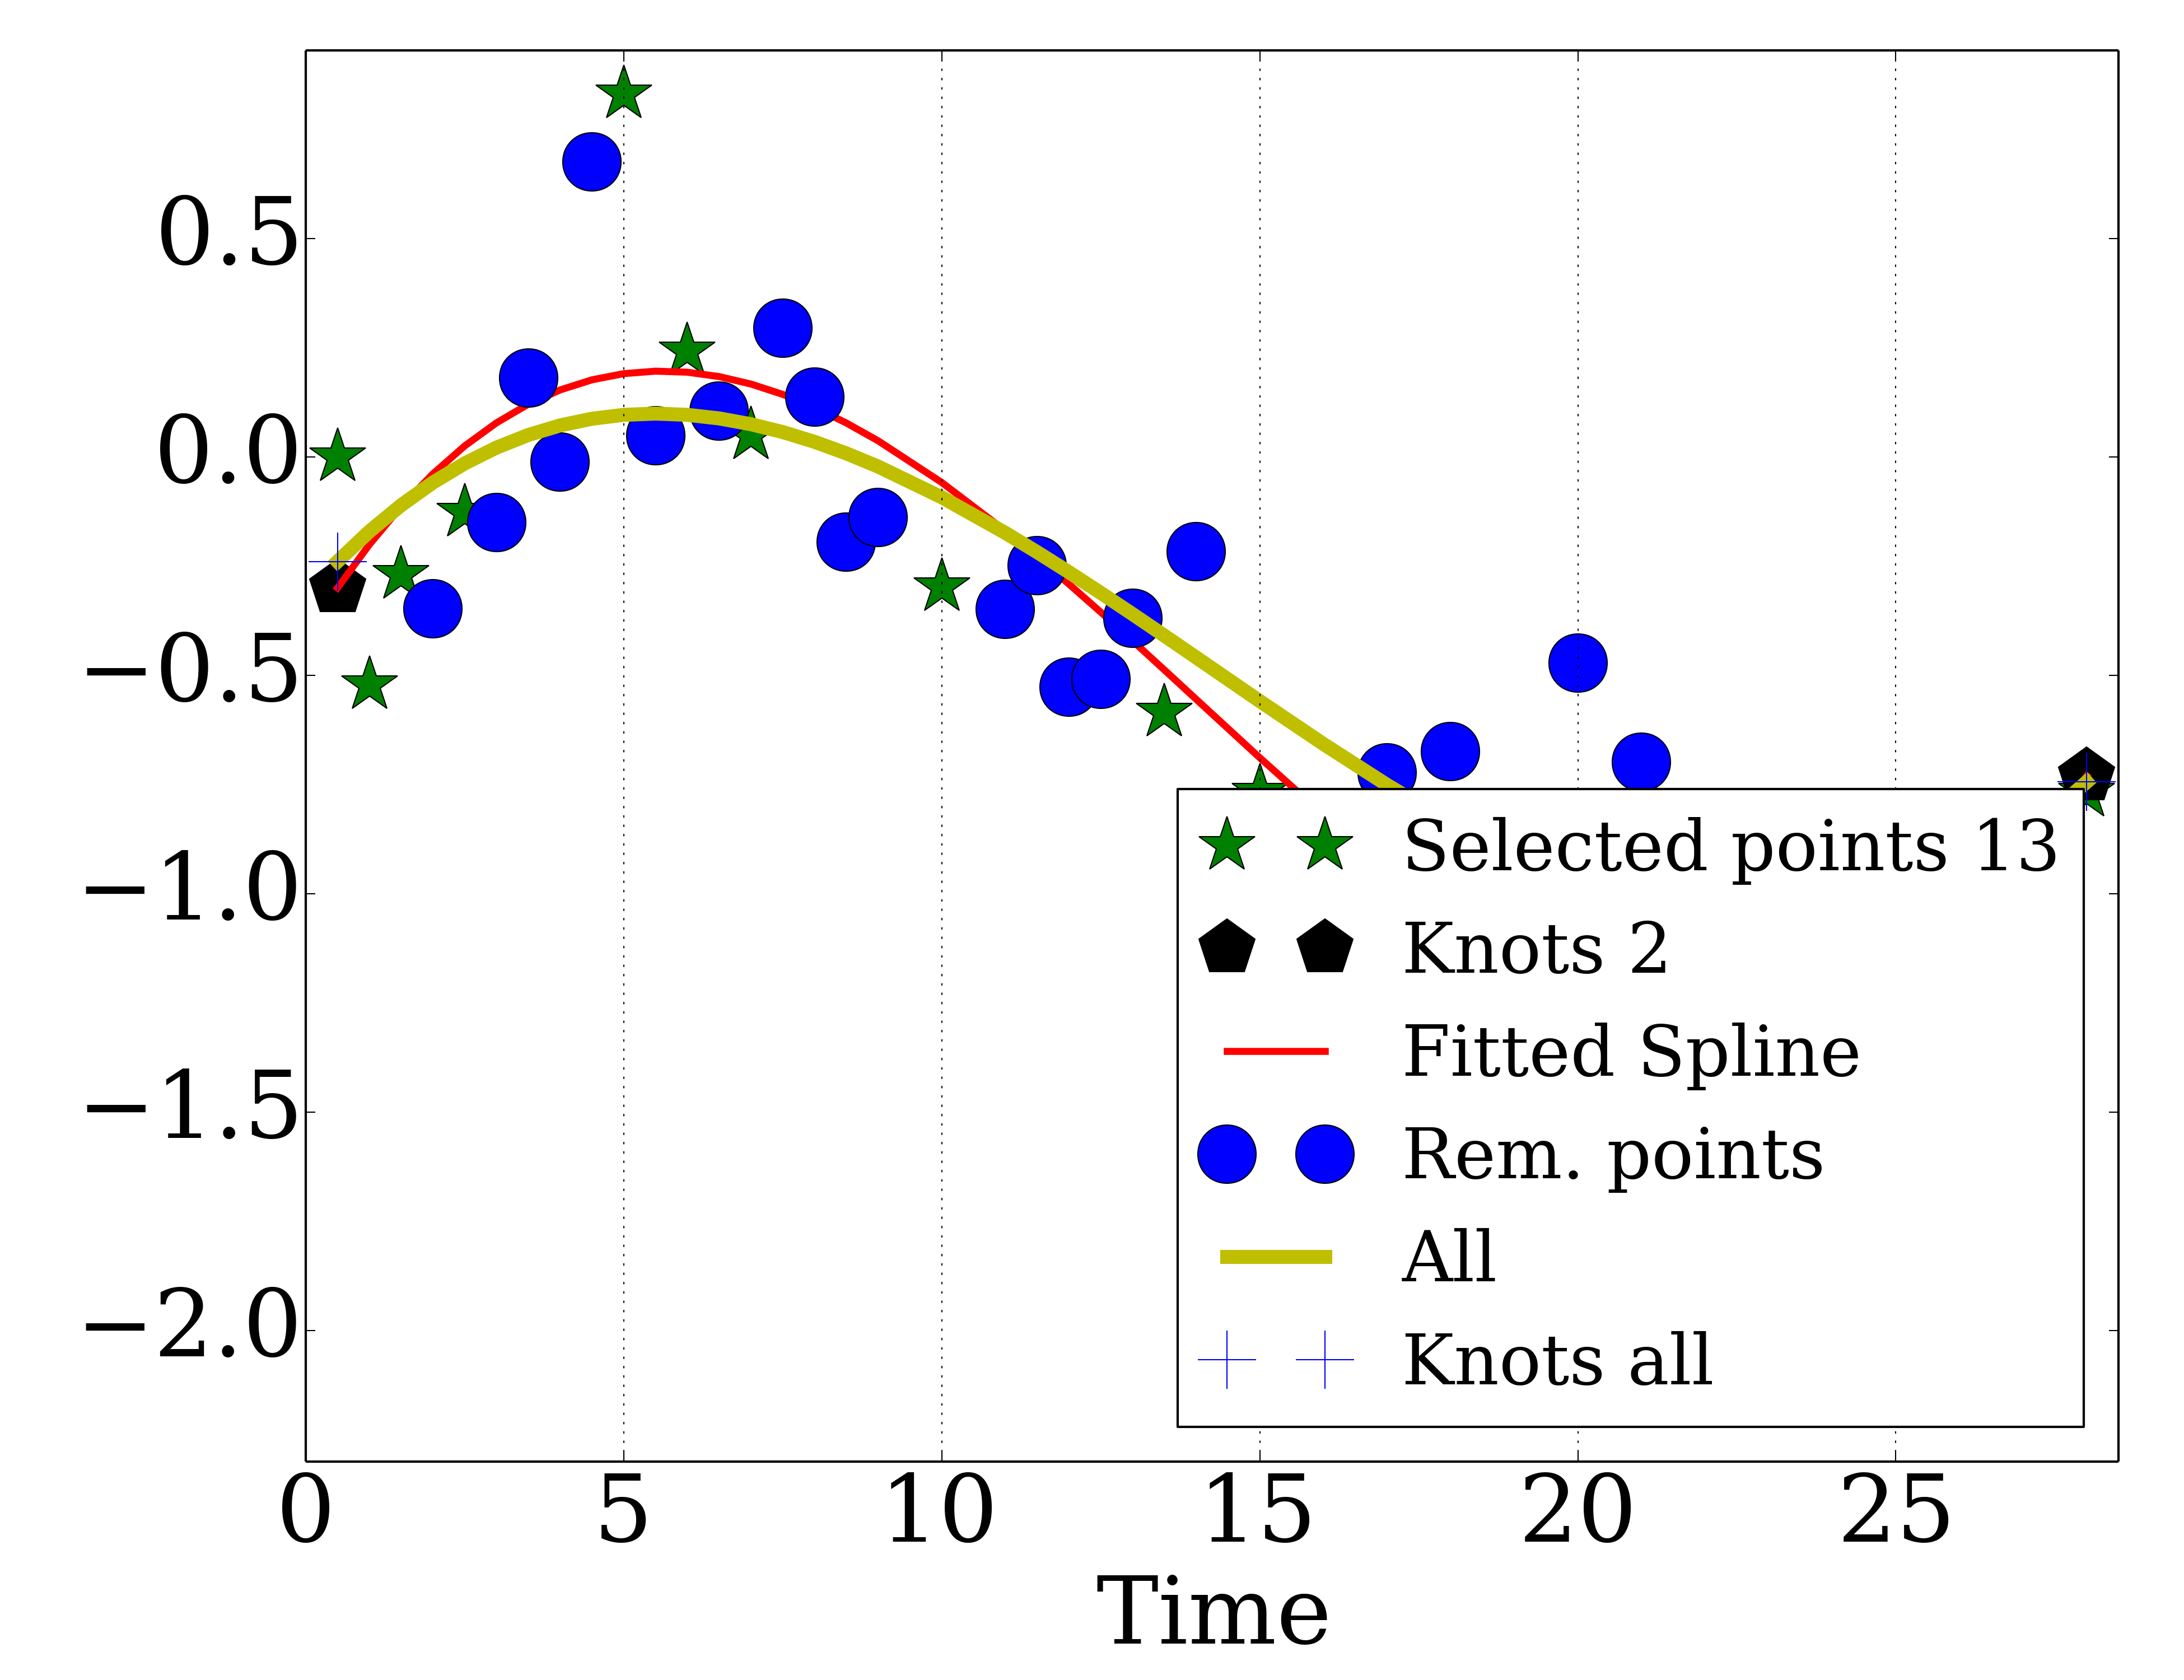 0.5
0.0
−0.5
−1.0
−1.5
−2.0
Selected points 13
Knots 2
Fitted Spline
Rem. points
All
Knots all
0 5 10 15 20 25
Time